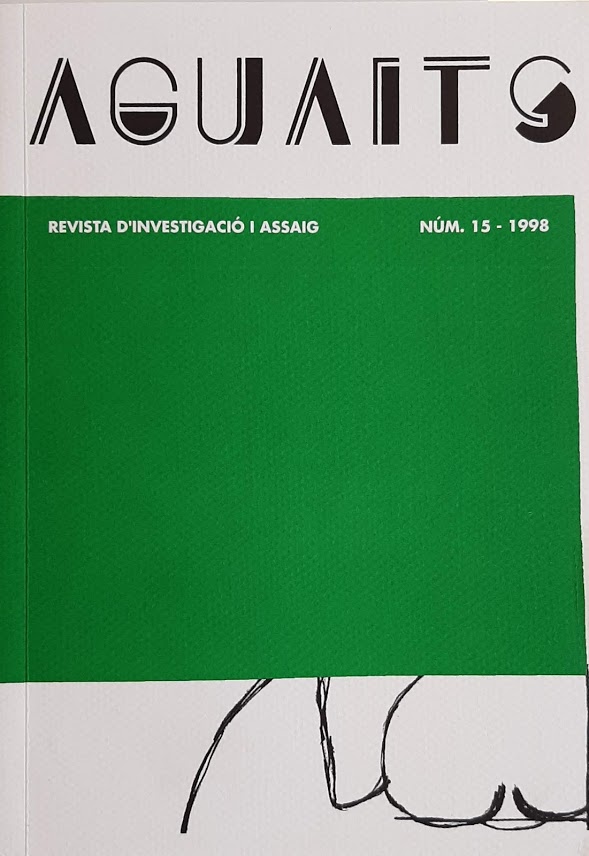 AGUAITS
REVISTA D'INVESTIGACIÓ I ASSAIG NÚM. 15 - 1998